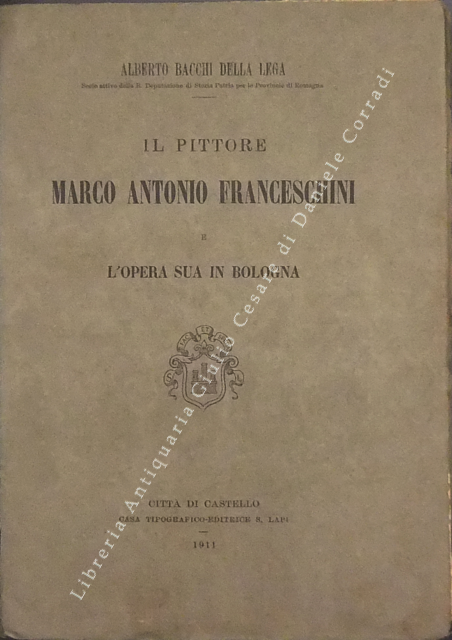 ALBERTO BACCHI DELLA LEGA
Socio attivo della R. Deputazione di Storia Patria per le Provincie di Romagna
IL PITTORE
MARCO ANTONIO FRANCESCHINI
E
L'OPERA SUA IN BOLOGNA
CITTÀ DI CASTELLO
CASA TIPOGRAFICO-EDITRICE S. LAPI
1911
Libreria Antiquaria Giulio Cesare di Daniele Corradi